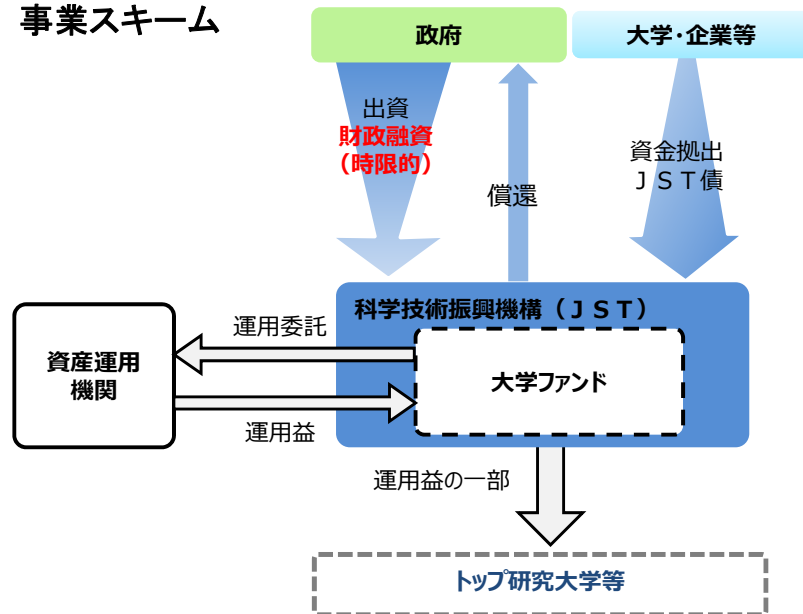 事業スキーム
政府
大学・企業等
出資
財政融資
（時限的）
償還
資金拠出
ＪＳＴ債
科学技術振興機構（ＪＳＴ）
運用委託
資産運用
機関
大学ファンド
運用益
運用益の一部
トップ研究大学等